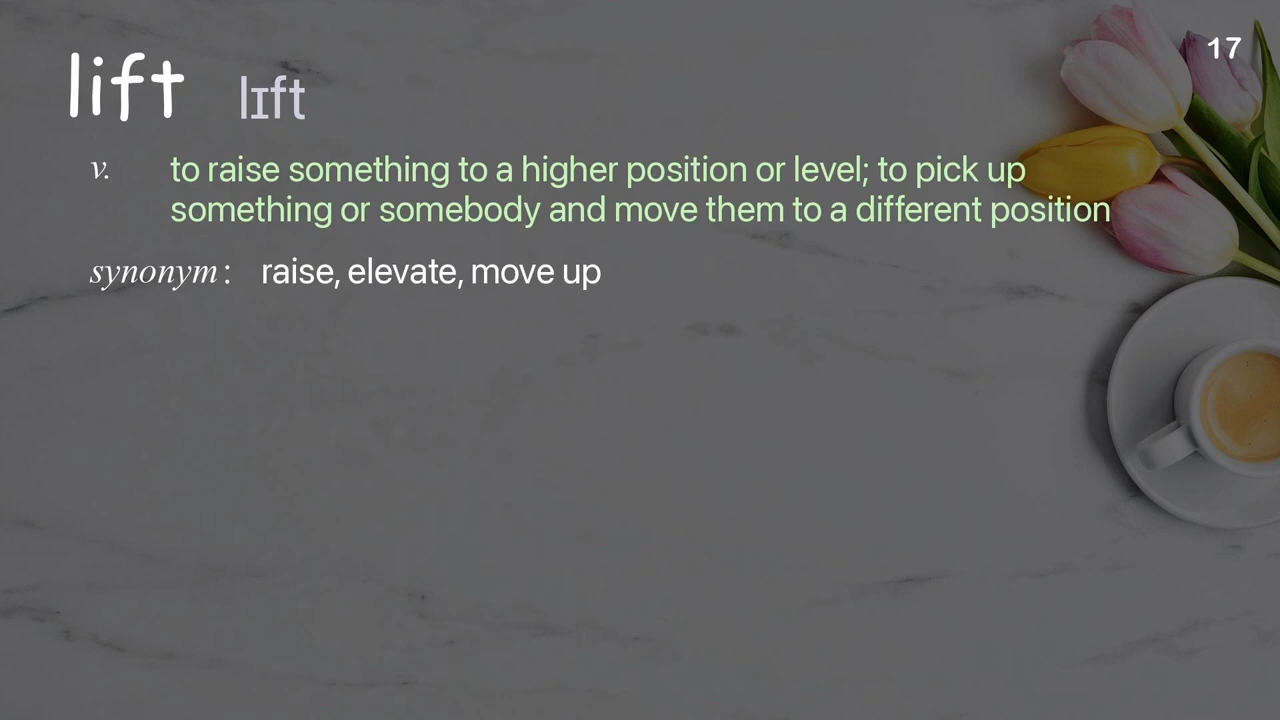 17
lift lɪft
v. to raise something to a higher position or level; to pick up
something or somebody and move them to a different position
synonym : raise, elevate, move up